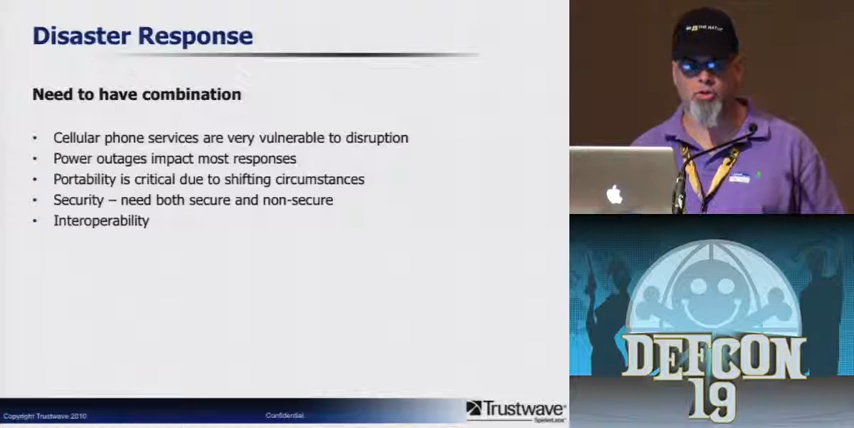 Disaster Response
Need to have combination
• Cellular phone services are very vulnerable to disruption
• Power outages impact most responses
• Portability is critical due to shifting circumstances
• Security – need both secure and non-secure
• Interoperability
Copyright Trustwave 2010
Confidential
Trustwave
SpiderLabs
DEFCON
19